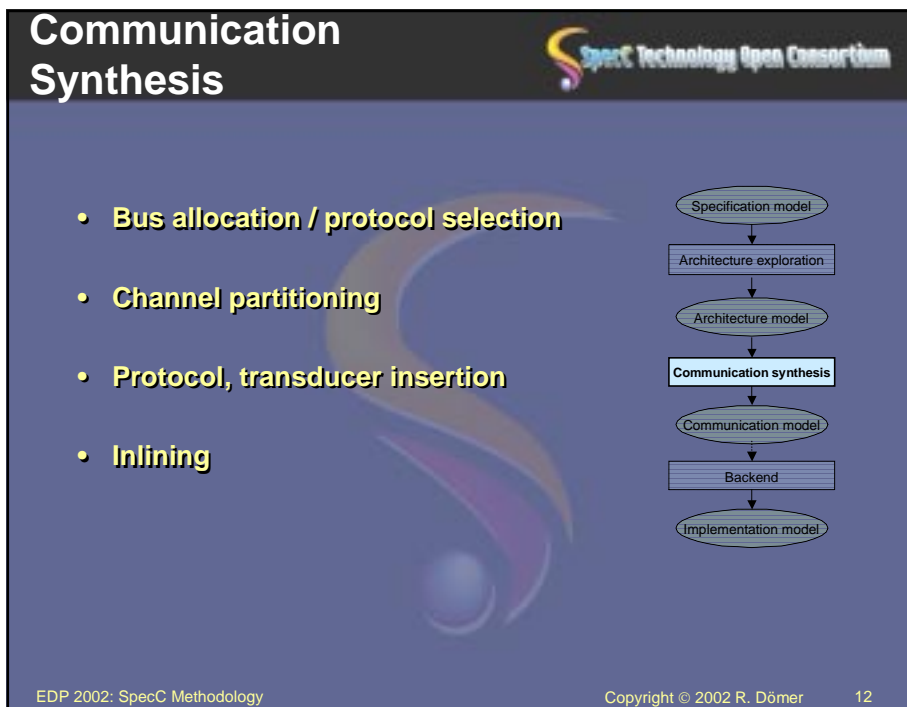 Communication
Synthesis
SpecC Technology Open Consortium
• Bus allocation / protocol selection
• Channel partitioning
• Protocol, transducer insertion
• Inlining
Specification model
Architecture exploration
Architecture model
Communication synthesis
Communication model
Backend
Implementation model
EDP 2002: SpecC Methodology
Copyright © 2002 R. Dömer 12